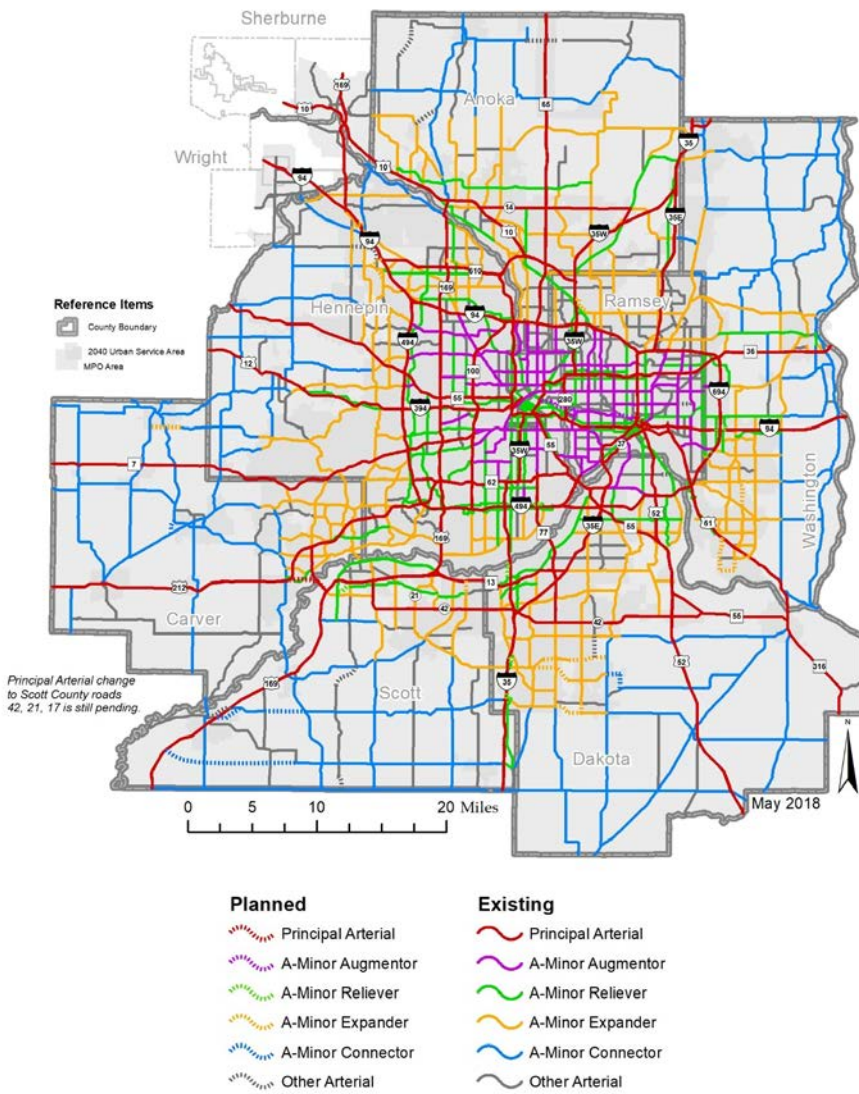 Sherburne
169
10
65
Anoka
Wright
94
10
35
14
10
35W
35E
94
610
169
Reference Items
County Boundary
2040 Urban Service Area
MPO Area
Hennepin
94
Ramsey
494
35W
36
12
100
694
55
280
394
94
7
35W
55
37
62
Washington
494
52
61
169
77
35E
55
212
13
21
42
42
55
Carver
Principal Arterial change
to Scott County roads
42, 21, 17 is still pending.
169
Scott
35
52
316
Dakota
N
May 2018
0 5 10 20 Miles
Planned Existing
Principal Arterial Principal Arterial
A-Minor Augmentor A-Minor Augmentor
A-Minor Reliever A-Minor Reliever
A-Minor Expander A-Minor Expander
A-Minor Connector A-Minor Connector
Other Arterial Other Arterial